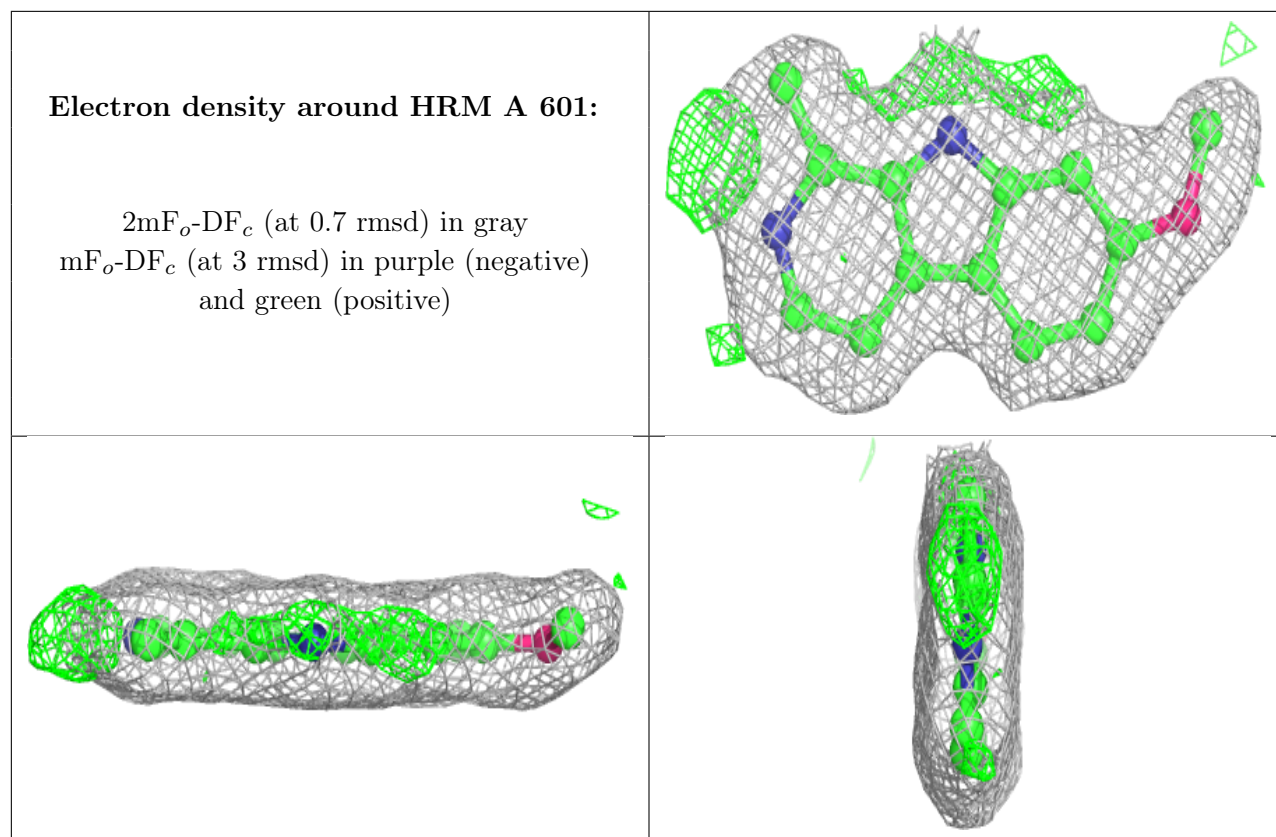 Electron density around HRM A 601:
2mFo-DFc (at 0.7 rmsd) in gray
mFo-DFc (at 3 rmsd) in purple (negative)
and green (positive)